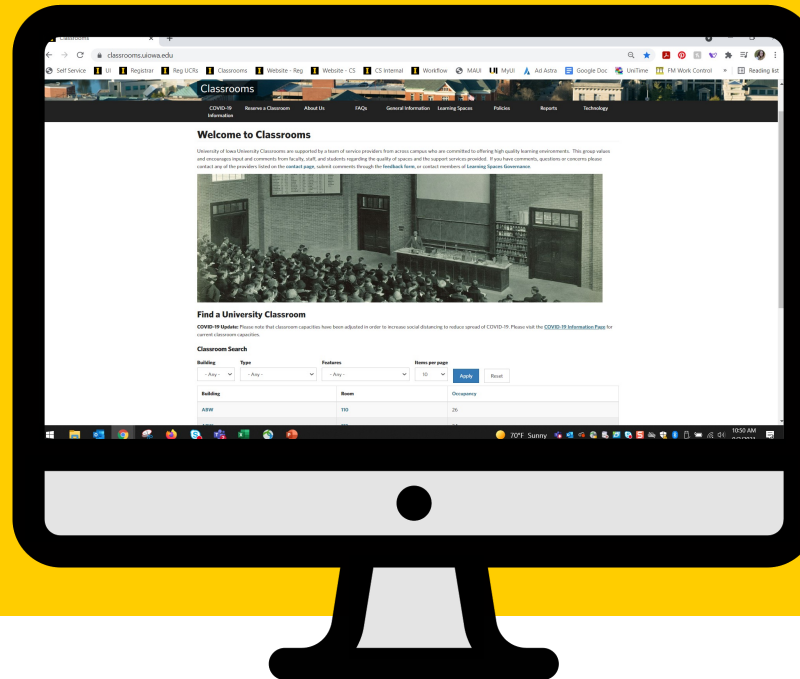 Classrooms
classrooms.uiowa.edu
Self Service UI Registrar Reg UCRs Classrooms Website - Reg Website - CS CS Internal Workflow MAUI MyUI Ad Astra Google Doc UniTime FM Work Control » Reading list
Classrooms
COVID-19 Information Reserve a Classroom About Us FAQs General Information Learning Spaces Policies Reports Technology
Welcome to Classrooms
University of Iowa University Classrooms are supported by a team of service providers from across campus who are committed to offering high quality learning environments. This group values
and encourages input and comments from faculty, staff, and students regarding the quality of spaces and the support services provided. If you have comments, questions or concerns please
contact any of the providers listed on the contact page, submit comments through the feedback form, or contact members of Learning Spaces Governance.
Find a University Classroom
COVID-19 Update: Please note that classroom capacities have been adjusted in order to increase social distancing to reduce spread of COVID-19. Please visit the COVID-19 Information Page for
current classroom capacities.
Classroom Search
Building Type Features Items per page
- Any - - Any - - Any - 10 Apply Reset
Building Room Occupancy
ABW 110 26
70°F Sunny 10:50 AM